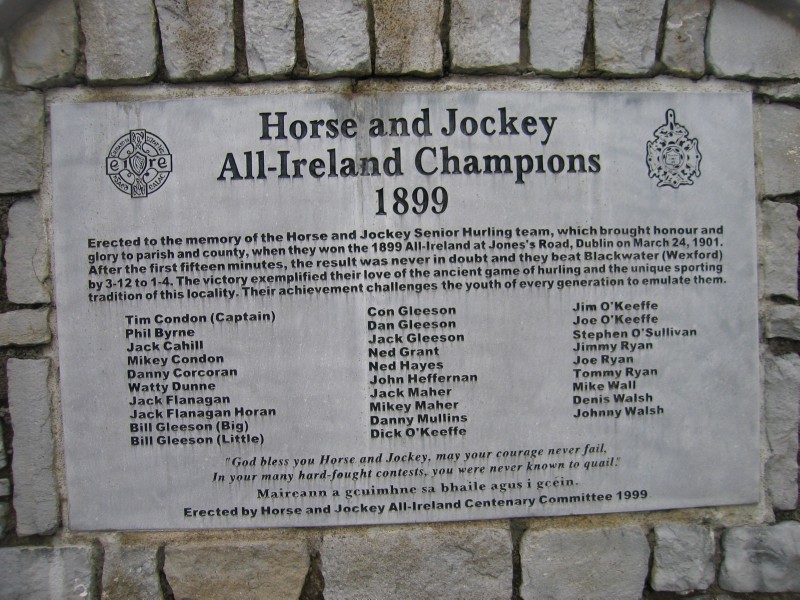 Horse and Jockey
All-Ireland Champions
1899
Erected to the memory of the Horse and Jockey Senior Hurling team, which brought honour and
glory to parish and county, when they won the 1899 All-Ireland at Jones's Road, Dublin on March 24, 1901.
After the first fifteen minutes, the result was never in doubt and they beat Blackwater (Wexford)
by 3-12 to 1-4. The victory exemplified their love of the ancient game of hurling and the unique sporting
tradition of this locality. Their achievement challenges the youth of every generation to emulate them.
Tim Condon (Captain)
Phil Byrne
Jack Cahill
Mikey Condon
Danny Corcoran
Watty Dunne
Jack Flanagan
Jack Flanagan Horan
Bill Gleeson (Big)
Bill Gleeson (Little)
Con Gleeson
Dan Gleeson
Jack Gleeson
Ned Grant
Ned Hayes
John Heffernan
Jack Maher
Mikey Maher
Danny Mullins
Dick O'Keeffe
Jim O'Keeffe
Joe O'Keeffe
Stephen O'Sullivan
Jimmy Ryan
Joe Ryan
Tommy Ryan
Mike Wall
Denis Walsh
Johnny Walsh
"God bless you Horse and Jockey, may your courage never fail,
In your many hard-fought contests, you were never known to quail."
Maireann a gcuimhne sa bhaile agus i gcéin.
Erected by Horse and Jockey All-Ireland Centenary Committee 1999